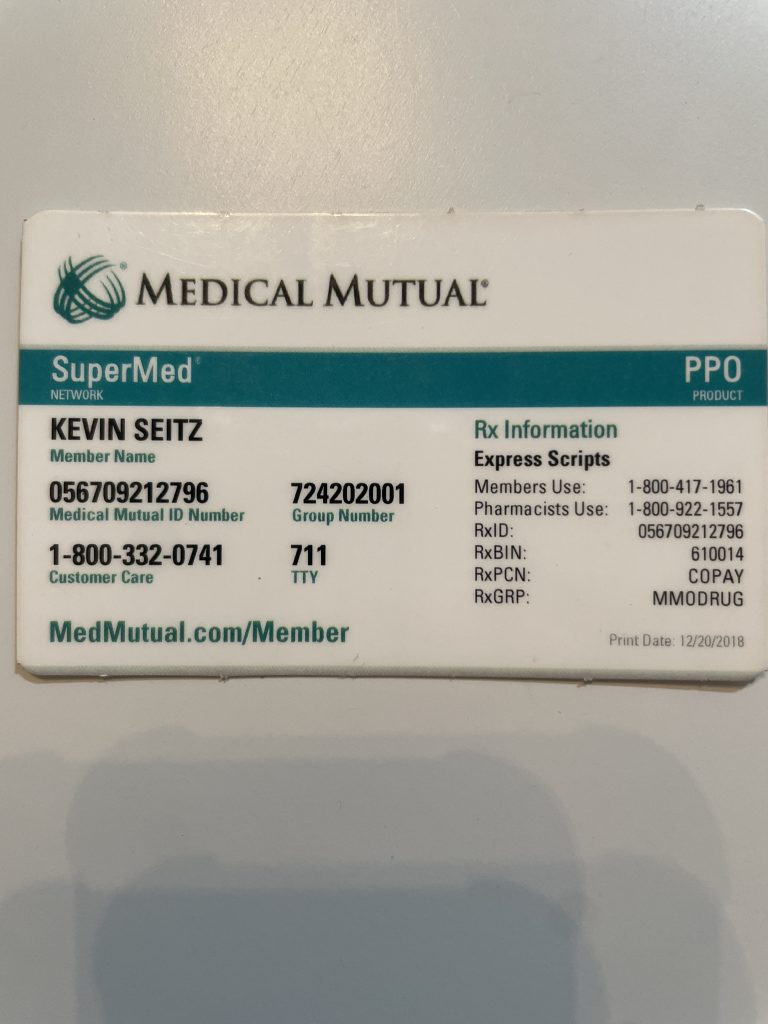 MEDICAL MUTUAL®
SuperMed® PPO
NETWORK PRODUCT
KEVIN SEITZ
Member Name
056709212796 724202001
Medical Mutual ID Number Group Number
1-800-332-0741 711
Customer Care TTY
MedMutual.com/Member
Rx Information
Express Scripts
Members Use: 1-800-417-1961
Pharmacists Use: 1-800-922-1557
RxID: 056709212796
RxBIN: 610014
RxPCN: COPAY
RxGRP: MMODRUG
Print Date: 12/20/2018